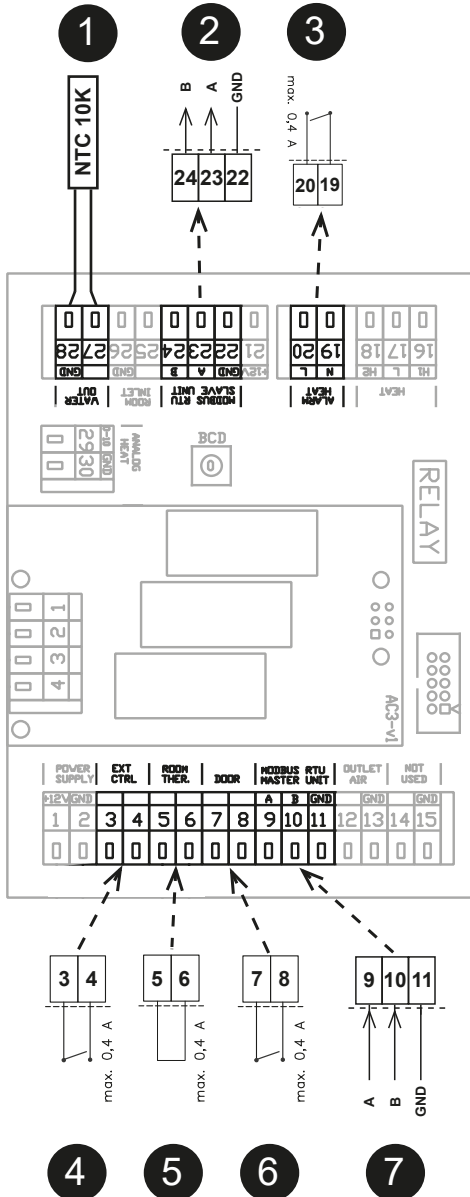 1 2 3
NTC 10K
B A GND
24 23 22
max. 0,4 A
20 19
28 27 26 25 24 23 22 21 20 19 18 17 16
GND GND B A GND +12V L N H2 L H1
VATER OUT
ROOM INLET
MODBUS RTU SLAVE UNIT
ALARM HEAT
HEAT
29 30
0-10 GND
ANALOG HEAT
BCD
RELAY
1
2
3
4
AC3-v1
POWER SUPPLY
EXT CTRL
ROOM THER.
DOOR
MODBUS RTU MASTER UNIT
OUTLET AIR
NOT USED
+12V GND A B GND GND GND
1 2 3 4 5 6 7 8 9 10 11 12 13 14 15
3 4
max. 0,4 A
5 6
max. 0,4 A
7 8
max. 0,4 A
9 10 11
A B GND
4 5 6 7